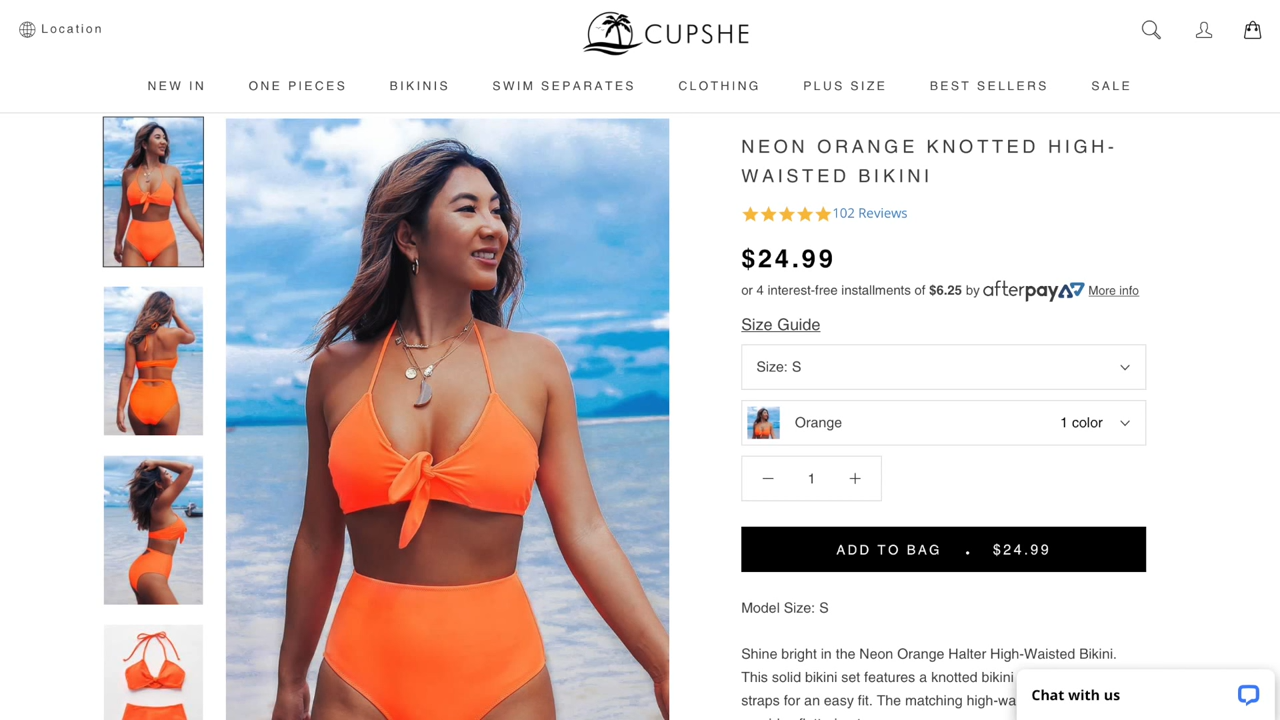 Location
CUPSHE
NEW IN
ONE PIECES
BIKINIS
SWIM SEPARATES
CLOTHING
PLUS SIZE
BEST SELLERS
SALE
NEON ORANGE KNOTTED HIGH-
WAISTED BIKINI
102 Reviews
$24.99
or 4 interest-free installments of $6.25 by afterpay More info
Size Guide
Size: S
Orange 1 color
1
ADD TO BAG . $24.99
Model Size: S
Shine bright in the Neon Orange Halter High-Waisted Bikini.
This solid bikini set features a knotted bikini
straps for an easy fit. The matching high-wa
Chat with us